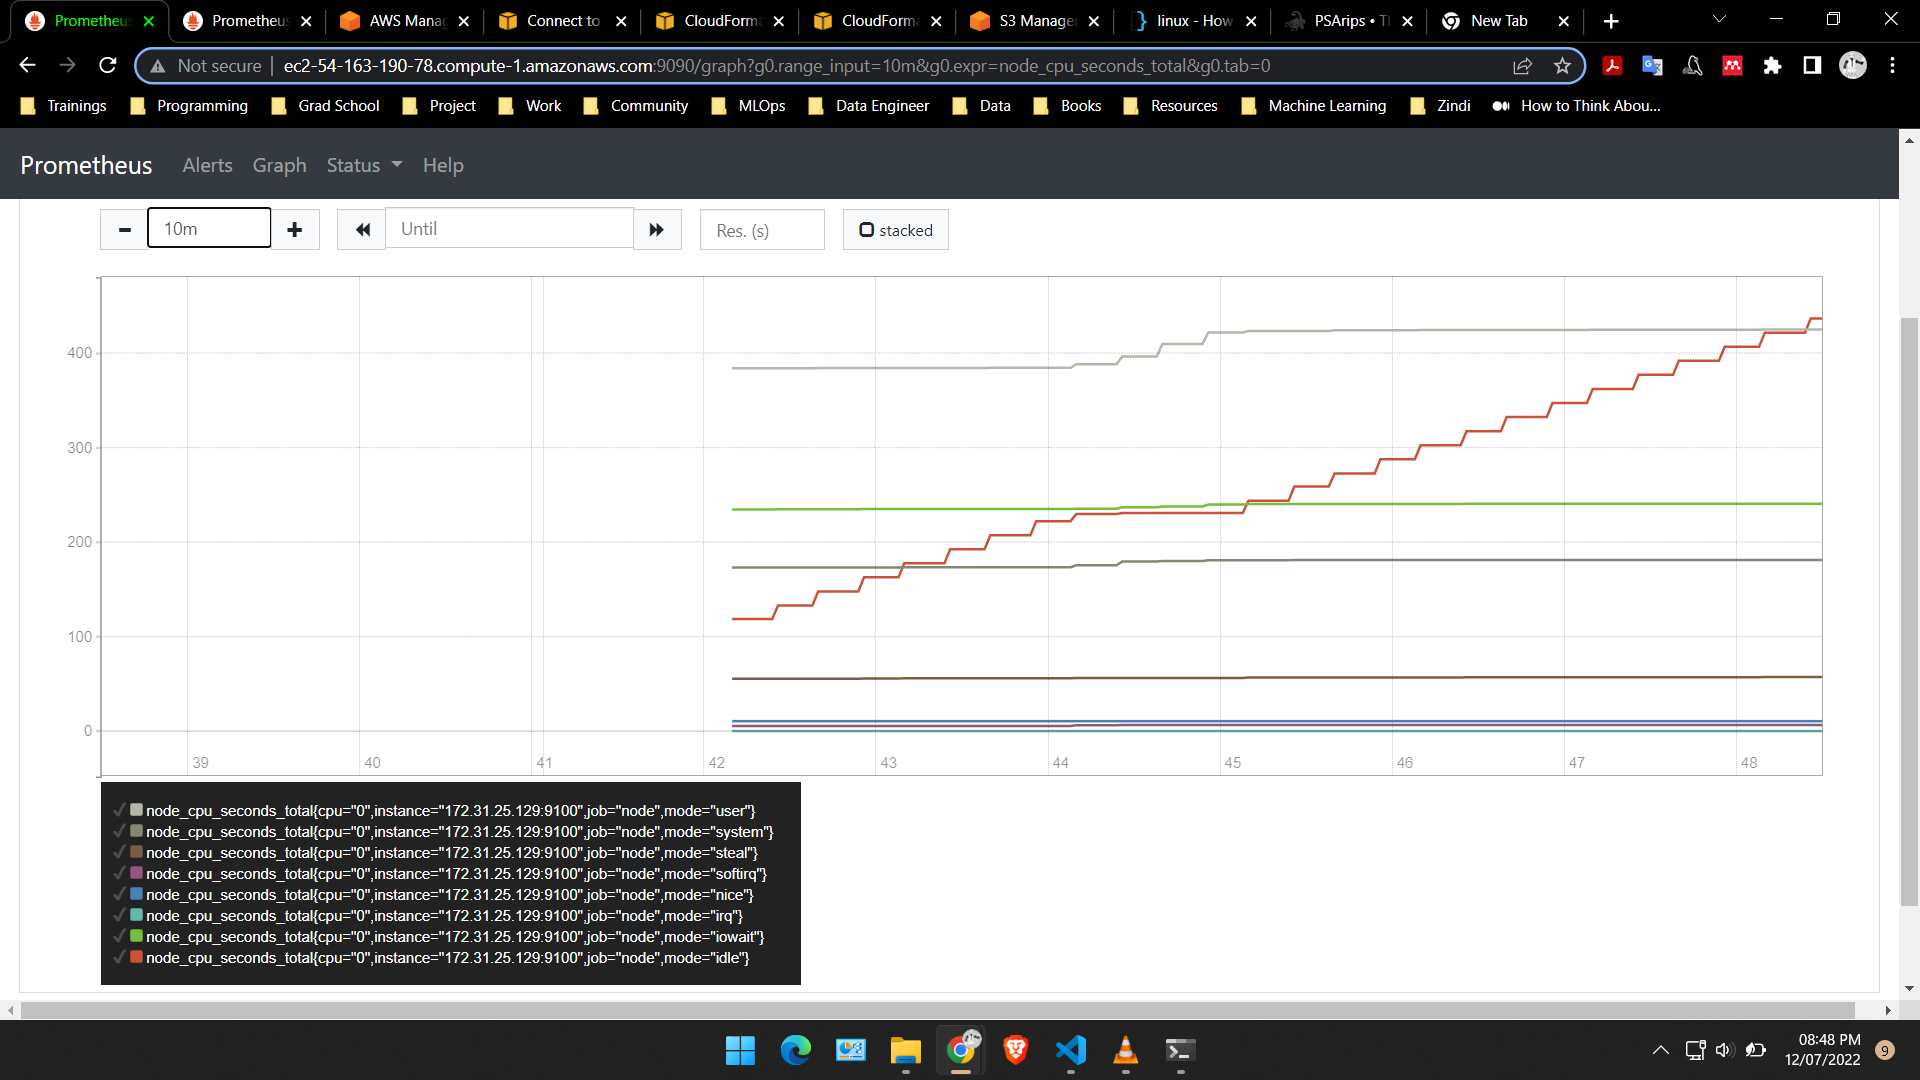 Prometheus Prometheus AWS Manag Connect to CloudForma CloudForma S3 Manage linux - How PSArips • Th New Tab
Not secure ec2-54-163-190-78.compute-1.amazonaws.com:9090/graph?g0.range_input=10m&g0.expr=node_cpu_seconds_total&g0.tab=0
Trainings Programming Grad School Project Work Community MLOps Data Engineer Data Books Resources Machine Learning Zindi How to Think Abou...
Prometheus Alerts Graph Status Help
10m Until Res. (s) stacked
400
300
200
100
0
39 40 41 42 43 44 45 46 47 48
node_cpu_seconds_total{cpu="0",instance="172.31.25.129:9100",job="node",mode="user"}
node_cpu_seconds_total{cpu="0",instance="172.31.25.129:9100",job="node",mode="system"}
node_cpu_seconds_total{cpu="0",instance="172.31.25.129:9100",job="node",mode="steal"}
node_cpu_seconds_total{cpu="0",instance="172.31.25.129:9100",job="node",mode="softirq"}
node_cpu_seconds_total{cpu="0",instance="172.31.25.129:9100",job="node",mode="nice"}
node_cpu_seconds_total{cpu="0",instance="172.31.25.129:9100",job="node",mode="irq"}
node_cpu_seconds_total{cpu="0",instance="172.31.25.129:9100",job="node",mode="iowait"}
node_cpu_seconds_total{cpu="0",instance="172.31.25.129:9100",job="node",mode="idle"}
08:48 PM
12/07/2022
9